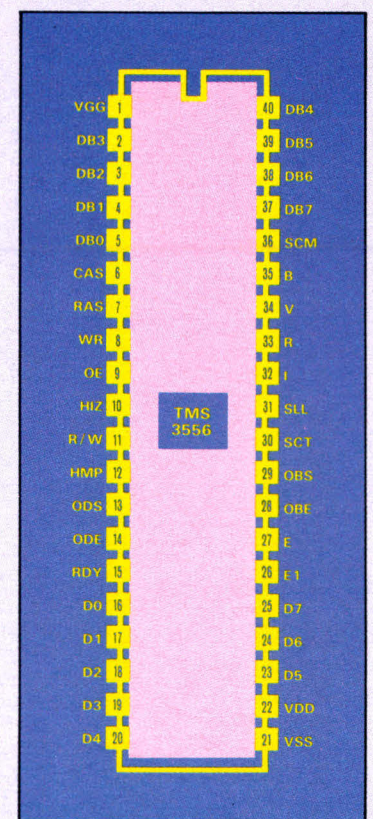 VGG 1 40 DB4
DB3 2 39 DB5
DB2 3 38 DB6
DB1 4 37 DB7
DB0 5 36 SCM
CAS 6 35 B
RAS 7 34 V
WR 8 33 R
OE 9 32 I
HIZ 10 31 SLL
TMS
3556
R/W 11 30 SCT
HMP 12 29 OBS
ODS 13 28 OBE
ODE 14 27 E
RDY 15 26 E1
D0 16 25 D7
D1 17 24 D6
D2 18 23 D5
D3 19 22 VDD
D4 20 21 VSS